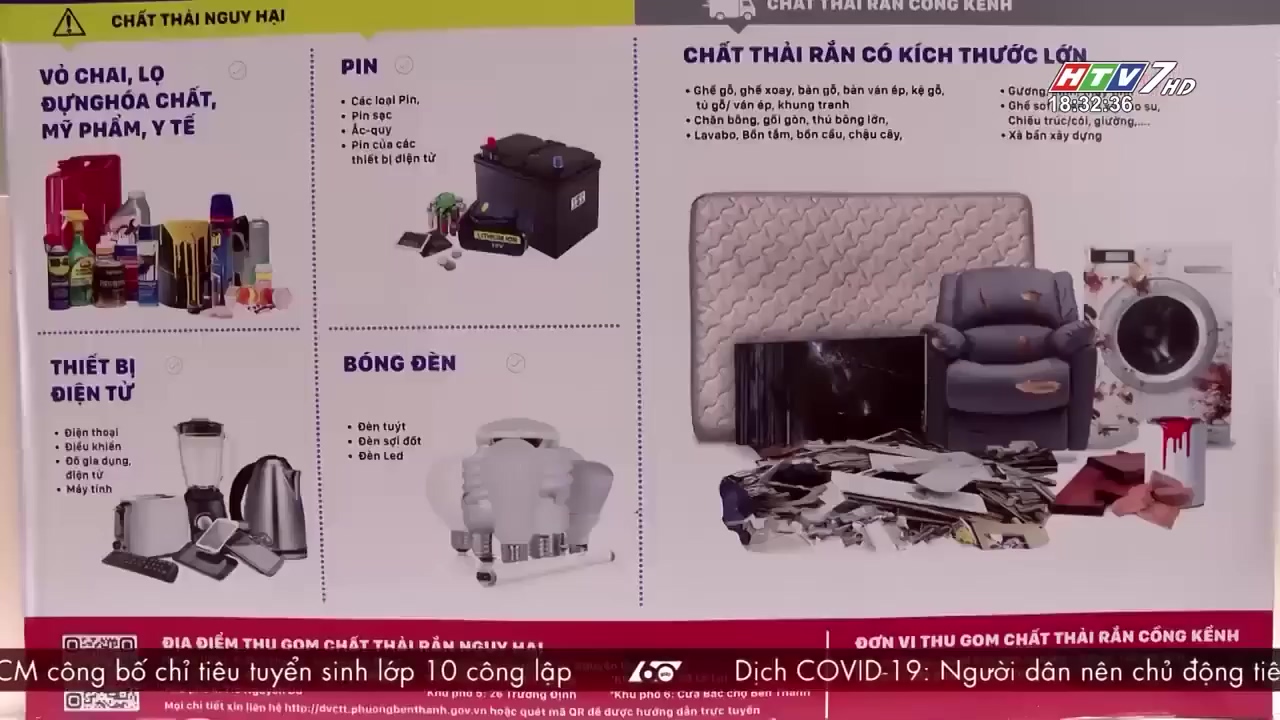 CHẤT THẢI NGUY HẠI
CHẤT THẢI RẮN CỒNG KỀNH
VỎ CHAI, LỌ
ĐỰNGHÓA CHẤT,
MỸ PHẨM, Y TẾ
PIN
• Các loại Pin,
• Pin sạc
• Ắc-quy
• Pin của các
thiết bị điện tử
LITHIUM ION
CHẤT THẢI RẮN CÓ KÍCH THƯỚC LỚN
• Ghế gỗ, ghế xoay, bàn gỗ, bàn ván ép, kệ gỗ,
tủ gỗ/ ván ép, khung tranh
• Chăn bông, gối gòn, thú bông lớn,
• Lavabo, Bồn tắm, bồn cầu, chậu cây,
• Gương
• Ghế su,
Chiếu trúc/cói, giường,....
• Xà bần xây dựng
HTV7 HD
18:32:36
THIẾT BỊ
ĐIỆN TỬ
• Điện thoại
• Điều khiển
• Đồ gia dụng,
điện tử
• Máy tính
BÓNG ĐÈN
• Đèn tuýt
• Đèn sợi đốt
• Đèn Led
ĐỊA ĐIỂM THU GOM CHẤT THẢI RẮN NGUY HẠI
ĐƠN VỊ THU GOM CHẤT THẢI RẮN CỒNG KỀNH
CM công bố chỉ tiêu tuyển sinh lớp 10 công lập
60
Dịch COVID-19: Người dân nên chủ động tiê
Khu phố 5: 26 Trương Định
*Khu phố 6: Cửa Bắc chợ Bến Thành
Mọi chi tiết xin liên hệ http://dvctt.phuongbenthanh.gov.vn hoặc quét mã QR để được hướng dẫn trực tuyến